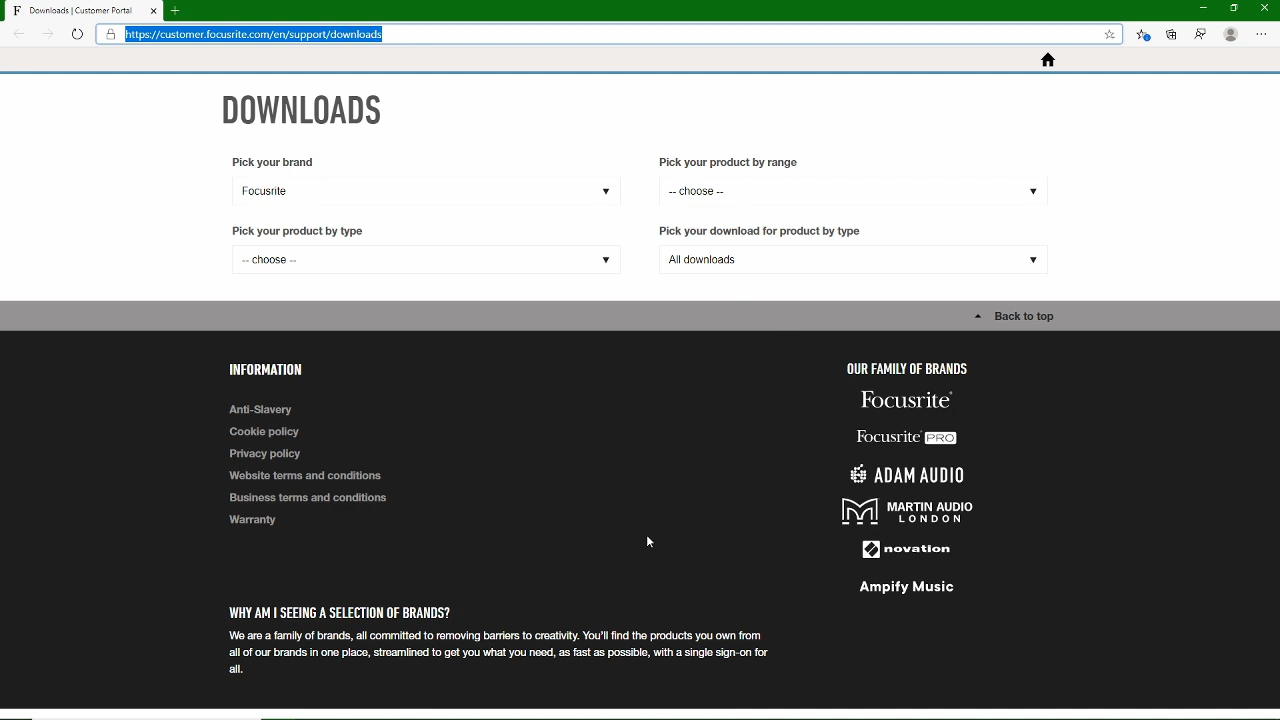 Downloads | Customer Portal
https://customer.focusrite.com/en/support/downloads
DOWNLOADS
Pick your brand
Pick your product by range
Focusrite
-- choose --
Pick your product by type
Pick your download for product by type
-- choose --
All downloads
Back to top
INFORMATION
Anti-Slavery
Cookie policy
Privacy policy
Website terms and conditions
Business terms and conditions
Warranty
OUR FAMILY OF BRANDS
Focusrite
Focusrite PRO
ADAM AUDIO
MARTIN AUDIO
LONDON
novation
Ampify Music
WHY AM I SEEING A SELECTION OF BRANDS?
We are a family of brands, all committed to removing barriers to creativity. You'll find the products you own from
all of our brands in one place, streamlined to get you what you need, as fast as possible, with a single sign-on for
all.